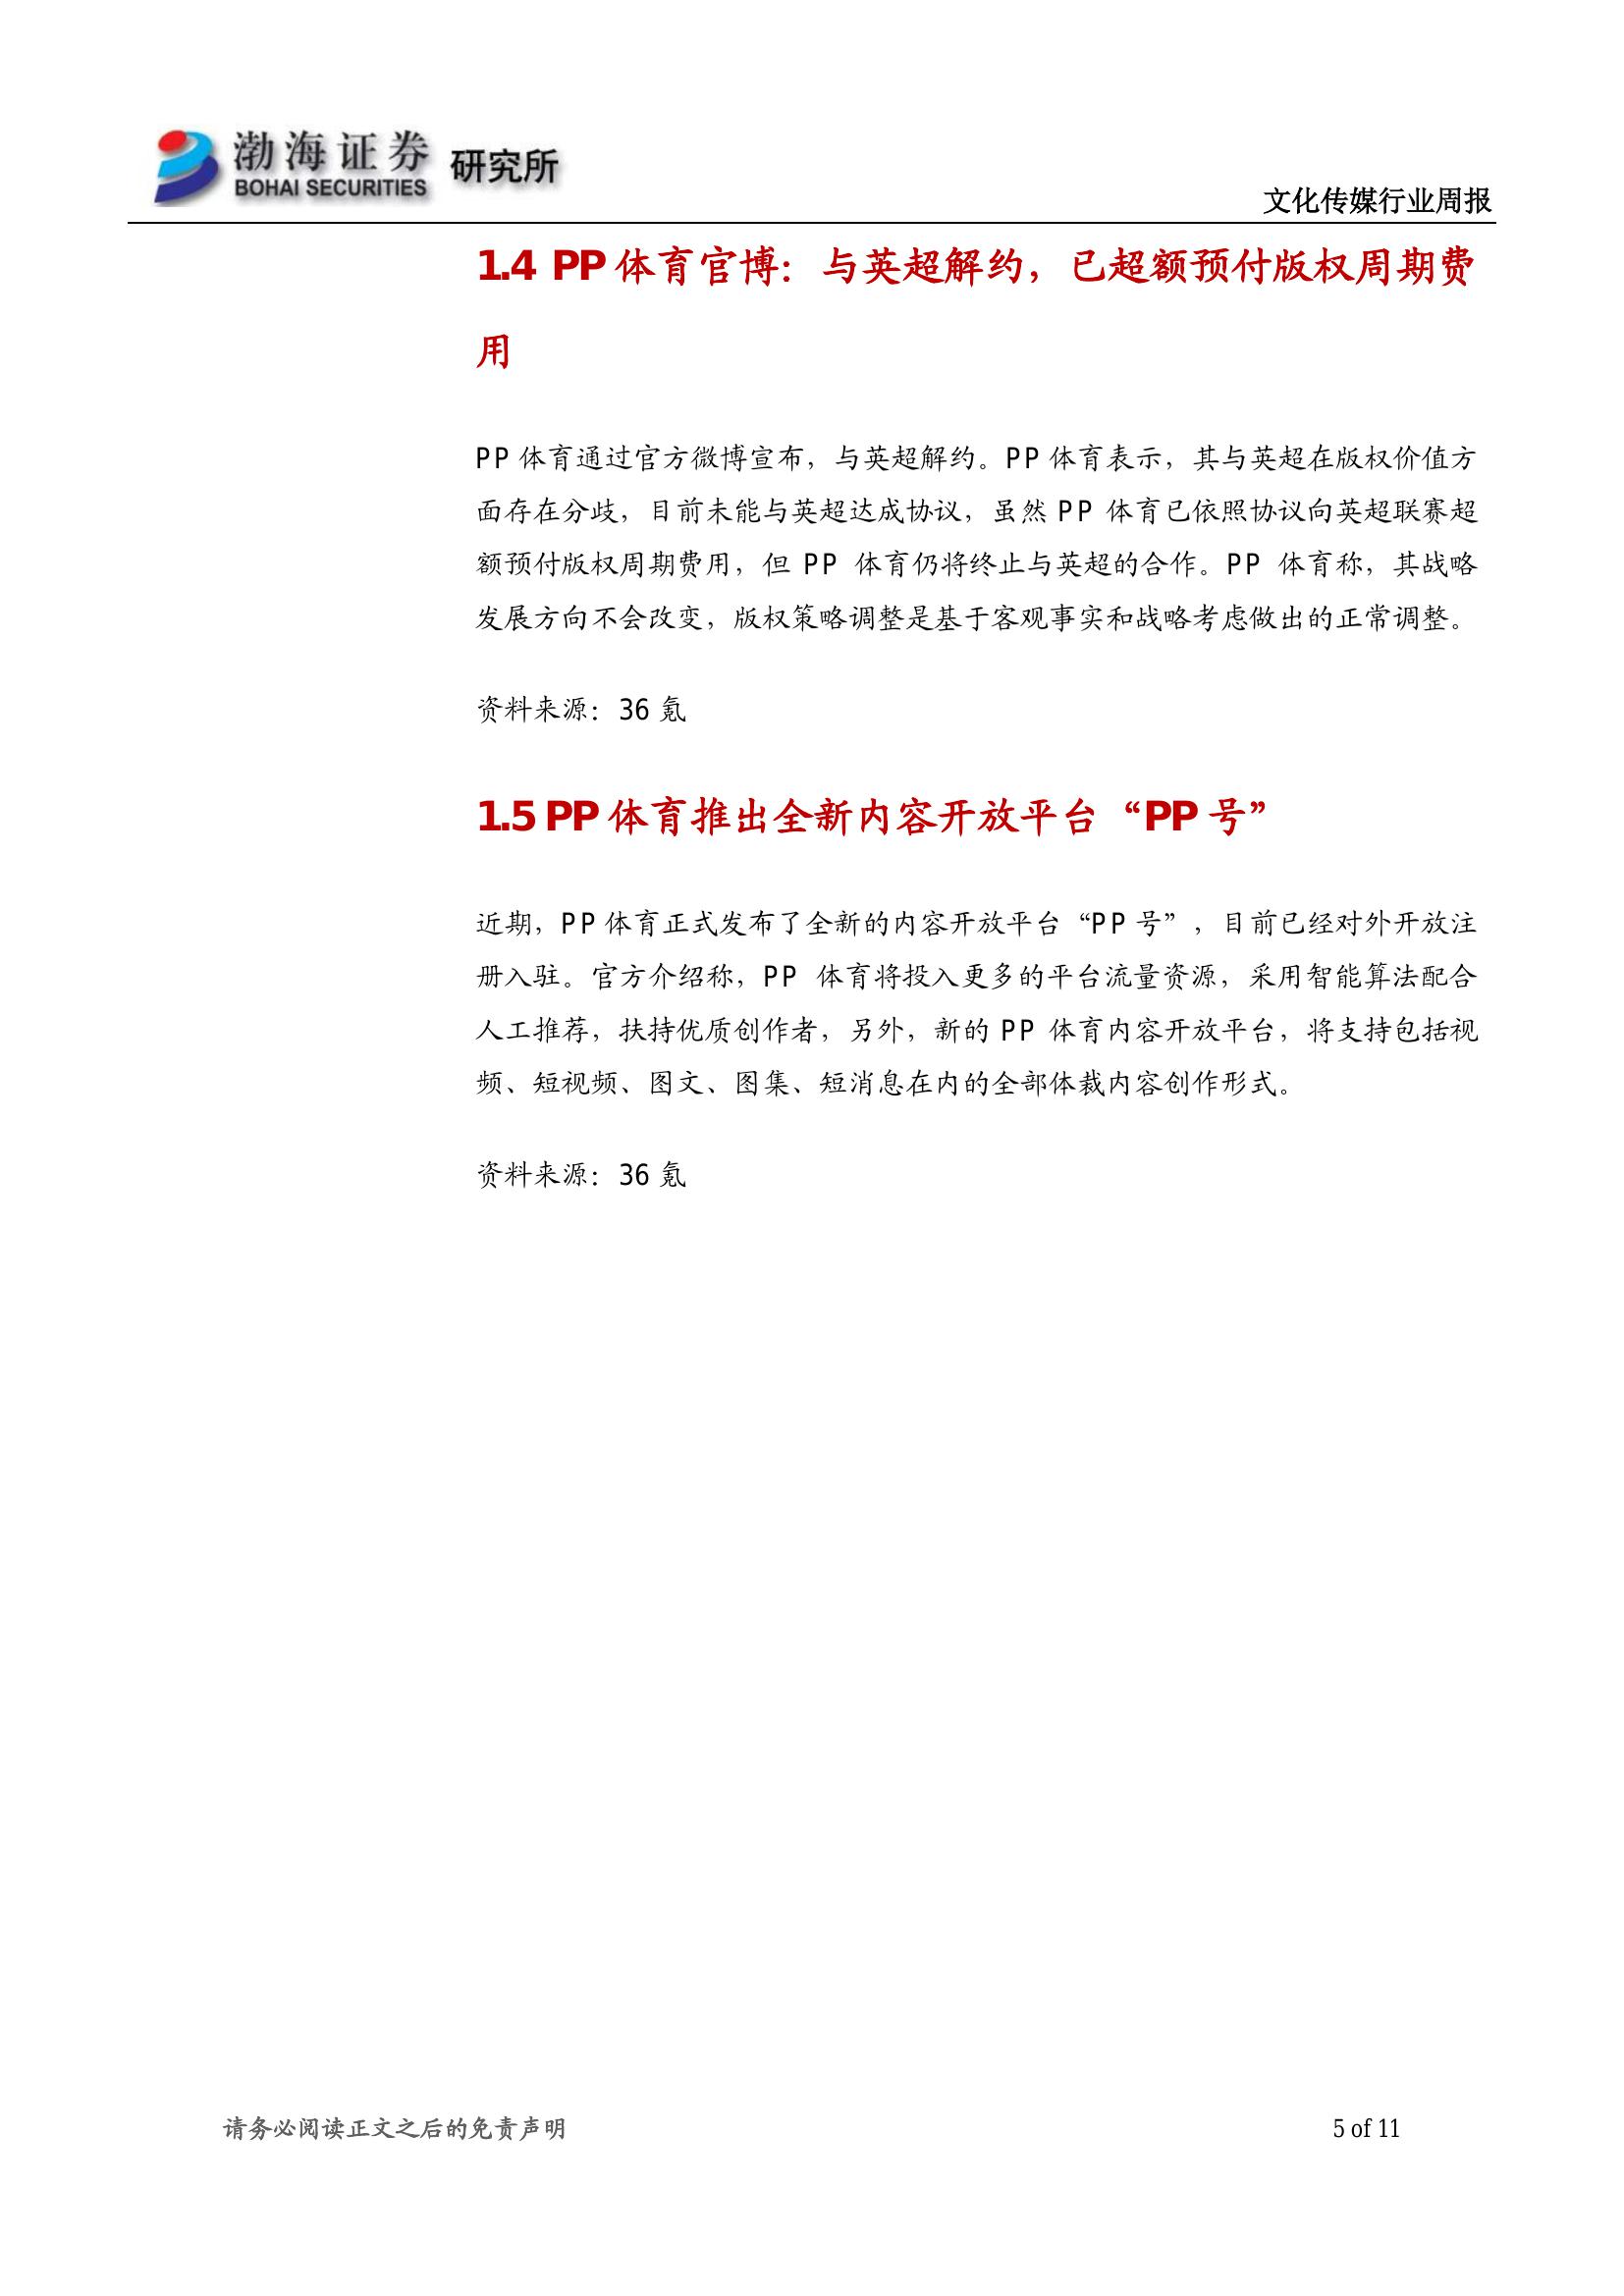 渤海证券 研究所
BOHAI SECURITIES
文化传媒行业周报
1.4 PP 体育官博：与英超解约，已超额预付版权周期费
用
PP 体育通过官方微博宣布，与英超解约。PP 体育表示，其与英超在版权价值方
面存在分歧，目前未能与英超达成协议，虽然 PP 体育已依照协议向英超联赛超
额预付版权周期费用，但 PP 体育仍将终止与英超的合作。PP 体育称，其战略
发展方向不会改变，版权策略调整是基于客观事实和战略考虑做出的正常调整。
资料来源：36 氪
1.5 PP 体育推出全新内容开放平台“PP 号”
近期，PP 体育正式发布了全新的内容开放平台“PP 号”，目前已经对外开放注
册入驻。官方介绍称，PP 体育将投入更多的平台流量资源，采用智能算法配合
人工推荐，扶持优质创作者，另外，新的 PP 体育内容开放平台，将支持包括视
频、短视频、图文、图集、短消息在内的全部体裁内容创作形式。
资料来源：36 氪
请务必阅读正文之后的免责声明
5 of 11